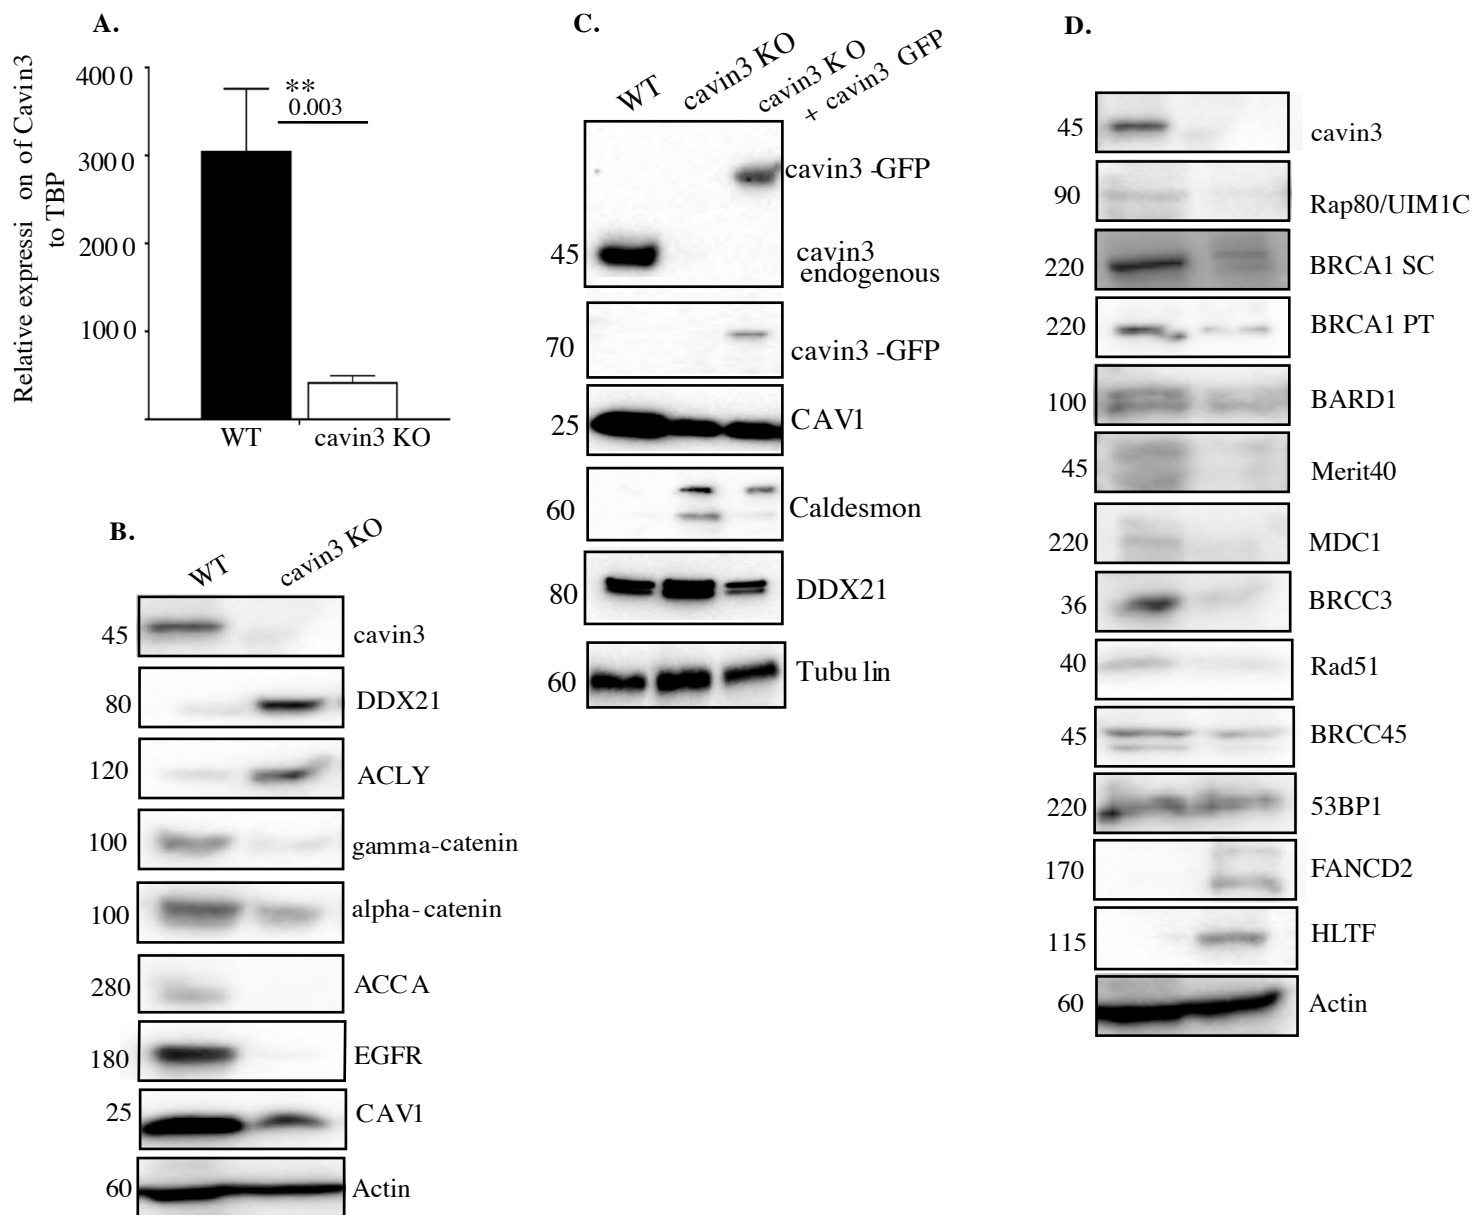 A.
Relative expressi on of Cavin3
to TBP
4000
3000
2000
1000
**
0.003
WT
cavin3 KO
B.
WT
cavin3 KO
45
cavin3
80
DDX21
120
ACLY
100
gamma-catenin
100
alpha-catenin
280
ACCA
180
EGFR
25
CAV1
60
Actin
C.
WT
cavin3 KO
cavin3 KO
+ cavin3 GFP
cavin3 -GFP
45
cavin3
endogenous
70
cavin3 -GFP
25
CAV1
60
Caldesmon
80
DDX21
60
Tubulin
D.
45
cavin3
90
Rap80/UIM1C
220
BRCA1 SC
220
BRCA1 PT
100
BARD1
45
Merit40
220
MDC1
36
BRCC3
40
Rad51
45
BRCC45
220
53BP1
170
FANCD2
115
HLTF
60
Actin